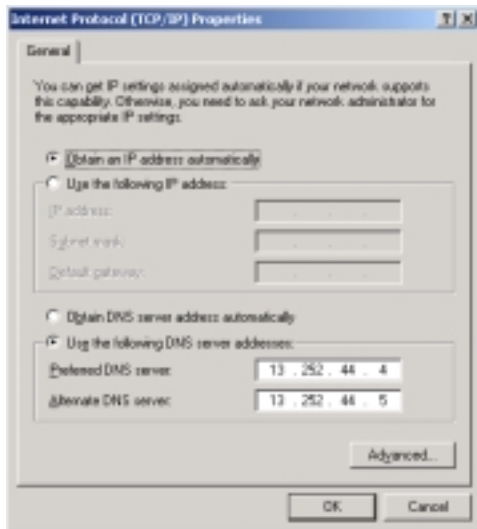 Internet Protocol (TCP/IP) Properties
? X
General
You can get IP settings assigned automatically if your network supports
this capability. Otherwise, you need to ask your network administrator for
the appropriate IP settings.
Obtain an IP address automatically
Use the following IP address:
IP address:
Subnet mask:
Default gateway:
Obtain DNS server address automatically
Use the following DNS server addresses:
Preferred DNS server: 13 . 252 . 44 . 4
Alternate DNS server: 13 . 252 . 44 . 5
Advanced...
OK Cancel